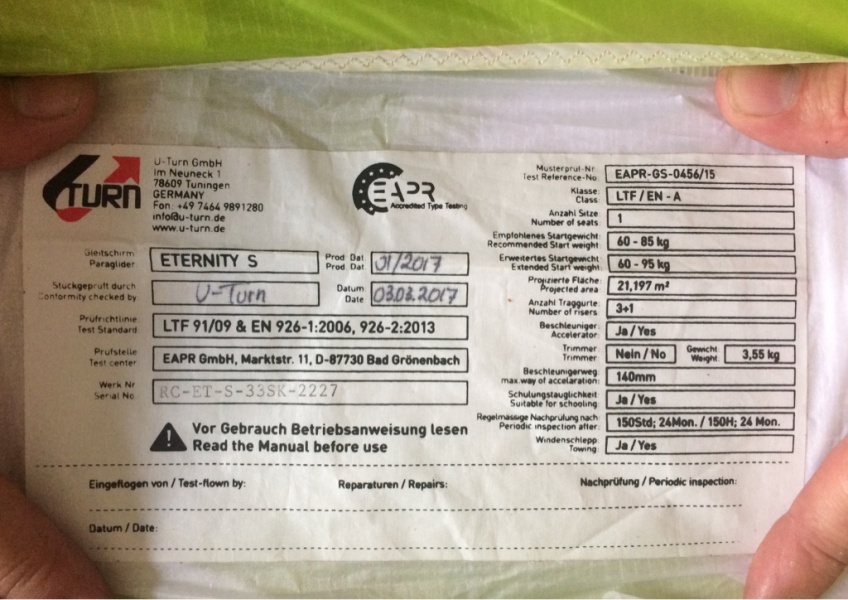 TURN
U-Turn GmbH
Im Neuneck 1
78609 Tuningen
GERMANY
Fon: +49 7464 9891280
info@u-turn.de
www.u-turn.de
EAPR
Accredited Type Testing
Gleitschirm:
Paraglider:
ETERNITY S
Prod Dat
Prod. Dat
01/2017
Stückgeprüft durch
Conformity checked by
U-Turn
Datum
Date
03.03.2017
Prüfrichtlinie
Test Standard
LTF 91/09 & EN 926-1:2006, 926-2:2013
Prüfstelle
Test center
EAPR GmbH, Marktstr. 11, D-87730 Bad Grönenbach
Werk Nr
Serial No.
RC-ET-S-33SK-2227
Vor Gebrauch Betriebsanweisung lesen
Read the Manual before use
Musterprüf-Nr.
Test Reference-No.
EAPR-GS-0456/15
Klasse:
Class:
LTF / EN - A
Anzahl Sitze:
Number of seats:
1
Empfohlenes Startgewicht:
Recommended Start weight:
60 - 85 kg
Erweitertes Startgewicht:
Extended Start weight:
60 - 95 kg
Projizierte Fläche:
Projected area:
21,197 m²
Anzahl Traggurte:
Number of risers:
3+1
Beschleuniger:
Accelerator:
Ja / Yes
Trimmer:
Trimmer:
Nein / No
Gewicht:
Weight:
3,55 kg
Beschleunigerweg:
max.way of accelaration:
140mm
Schulungstauglichkeit:
Suitable for schooling:
Ja / Yes
Regelmässige Nachprüfung nach:
Periodic inspection after:
150Std; 24Mon. / 150H; 24 Mon.
Windenschlepp:
Towing:
Ja / Yes
Eingeflogen von / Test-flown by:
Reparaturen / Repairs:
Nachprüfung / Periodic inspection:
Datum / Date: